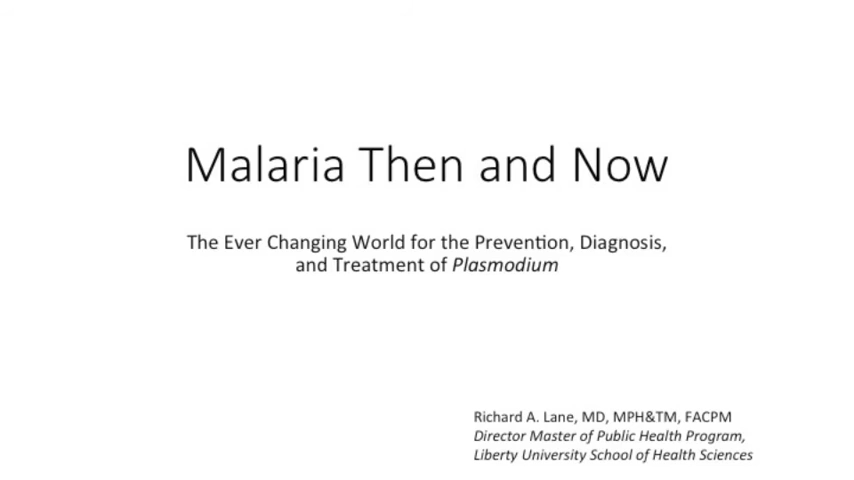 Malaria Then and Now
The Ever Changing World for the Prevention, Diagnosis,
and Treatment of Plasmodium
Richard A. Lane, MD, MPH&TM, FACPM
Director Master of Public Health Program,
Liberty University School of Health Sciences